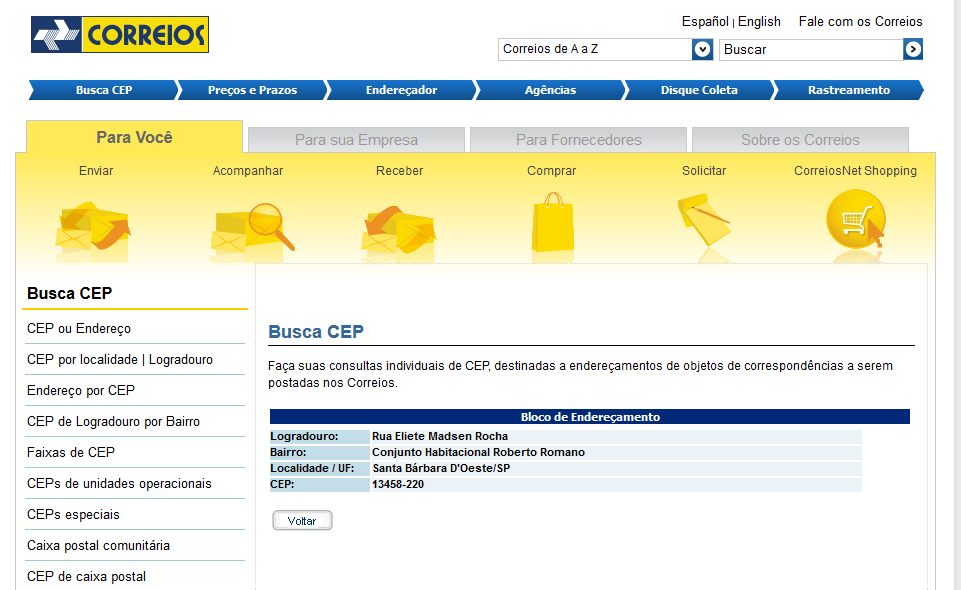 CORREIOS
Español | English Fale com os Correios
Correios de A a Z Buscar
Busca CEP Preços e Prazos Endereçador Agências Disque Coleta Rastreamento
Para Você Para sua Empresa Para Fornecedores Sobre os Correios
Enviar Acompanhar Receber Comprar Solicitar CorreiosNet Shopping
Busca CEP
CEP ou Endereço
CEP por localidade | Logradouro
Endereço por CEP
CEP de Logradouro por Bairro
Faixas de CEP
CEPs de unidades operacionais
CEPs especiais
Caixa postal comunitária
CEP de caixa postal
Busca CEP
Faça suas consultas individuais de CEP, destinadas a endereçamentos de objetos de correspondências a serem
postadas nos Correios.
Bloco de Endereçamento
Logradouro: Rua Eliete Madsen Rocha
Bairro: Conjunto Habitacional Roberto Romano
Localidade / UF: Santa Bárbara D'Oeste/SP
CEP: 13458-220
Voltar